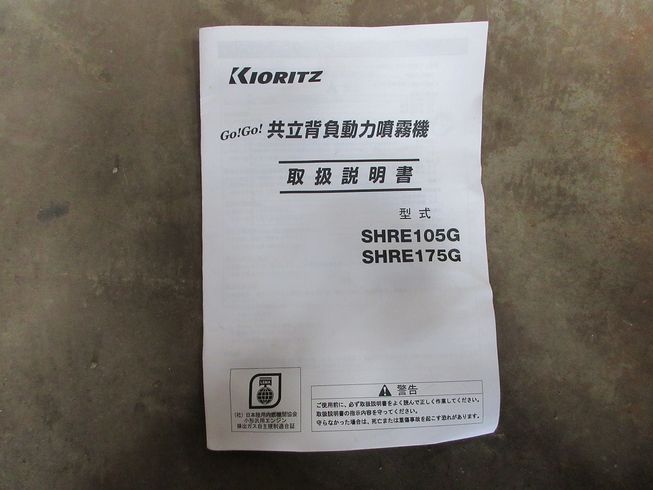 KIORITZ
Go!Go! 共立背負動力噴霧機
取扱説明書
型式
SHRE105G
SHRE175G
LEMA
(社)日本陸用内燃機関協会
小形汎用エンジン
排出ガス自主規制適合証
警告
ご使用前に、必ず取扱説明書をよく読んで正しく作業してください。
取扱説明書の指示内容を守ってください。
守らなかった場合は、死亡または重傷事故を起こす恐れがあります。